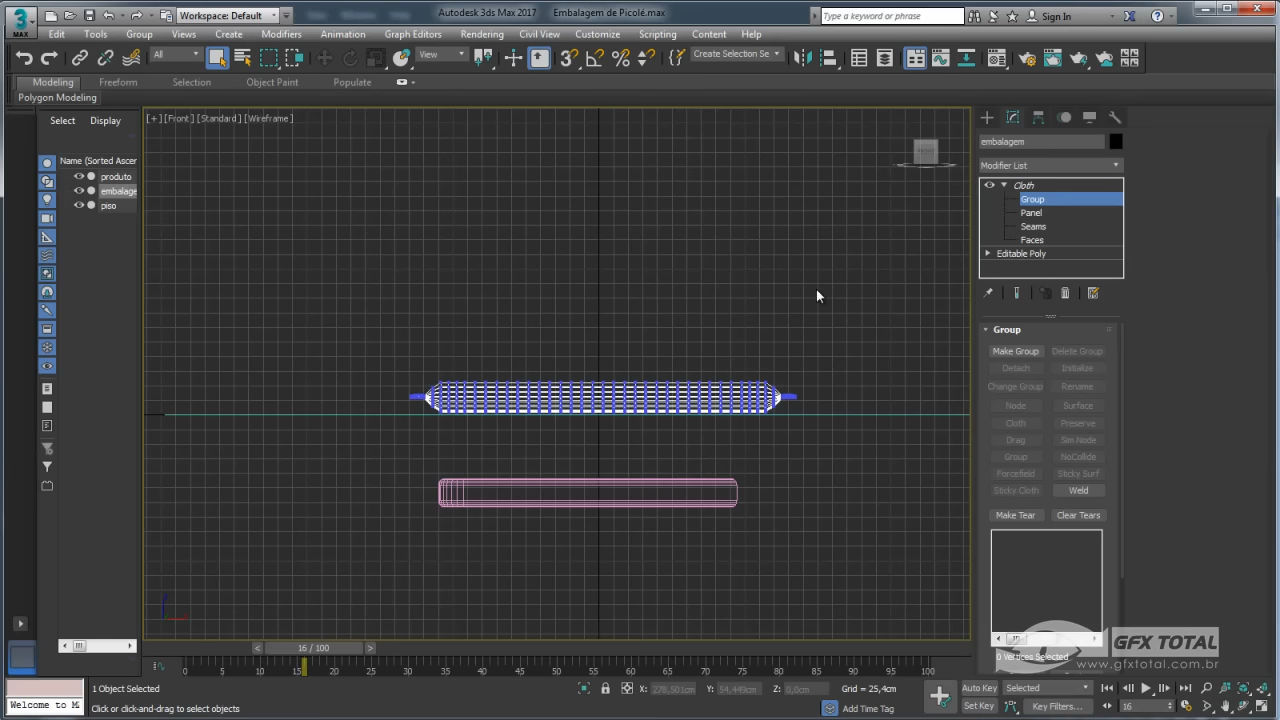 3
MAX
Workspace: Default
Autodesk 3ds Max 2017 Embalagem de Picolé.max
Type a keyword or phrase
Sign In
Edit Tools Group Views Create Modifiers Animation Graph Editors Rendering Civil View Customize Scripting Content Help
All
View
Create Selection Se
Modeling Freeform Selection Object Paint Populate
Polygon Modeling
Select Display
Name (Sorted Ascen
produto
embalage
piso
[+] [Front] [Standard] [Wireframe]
embalagem
Modifier List
Cloth
Group
Panel
Seams
Faces
Editable Poly
Group
Make Group Delete Group
Detach Initialize
Change Group Rename
Node Surface
Cloth Preserve
Drag Sim Node
Group NoCollide
Forcefield Sticky Surf
Sticky Cloth Weld
Make Tear Clear Tears
0 Vertices Selected
GFX TOTAL
www.gfxtotal.com.br
16 / 100
0 5 10 15 20 25 30 35 40 45 50 55 60 65 70 75 80 85 90 95 100
1 Object Selected
X: 276,501cm Y: 54,449cm Z: 0,0cm Grid = 25,4cm
Auto Key Selected
Welcome to M
Click or click-and-drag to select objects
Add Time Tag
Set Key Key Filters...
16